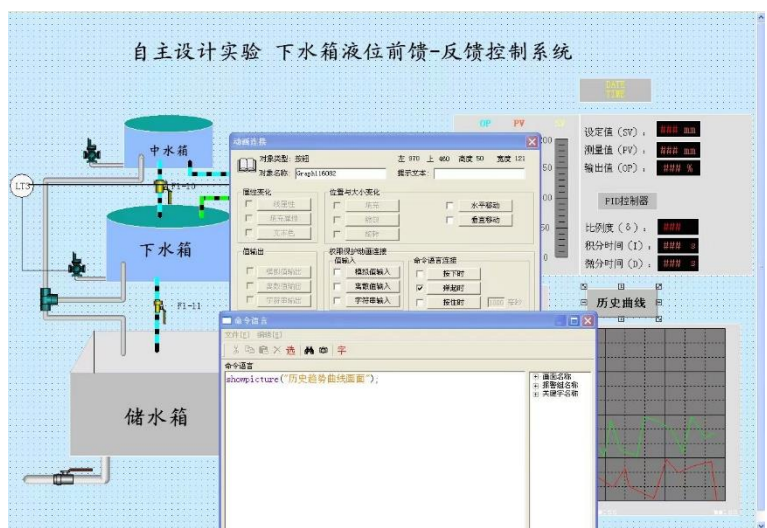 自主设计实验 下水箱液位前馈-反馈控制系统
DATE
TIME
OP PV SV
中水箱
LT3
F1-10
下水箱
F1-11
储水箱
设定值（SV）： ### mm
测量值（PV）： ### mm
输出值（OP）： ### %
PID控制器
比例度（δ）： ###
积分时间（I）： ### s
微分时间（D）： ### s
历史曲线
动画连接
对象类型: 按钮 左 970 上 460 高度 50 宽度 121
对象名称: Graph116082 提示文本:
属性变化 位置与大小变化
线属性 填充 水平移动
填充属性 缩放 垂直移动
文本色 旋转
值输出 权限保护动画连接
值输入 命令语言连接
模拟值输出 模拟值输入 按下时
离散值输出 离散值输入 弹起时
字符串输出 字符串输入 按住时 毫秒
命令语言
文件[F] 编辑[E]
选 字
命令语言
showpicture("历史趋势曲线画面");
画面名称
报警组名称
关键字名称